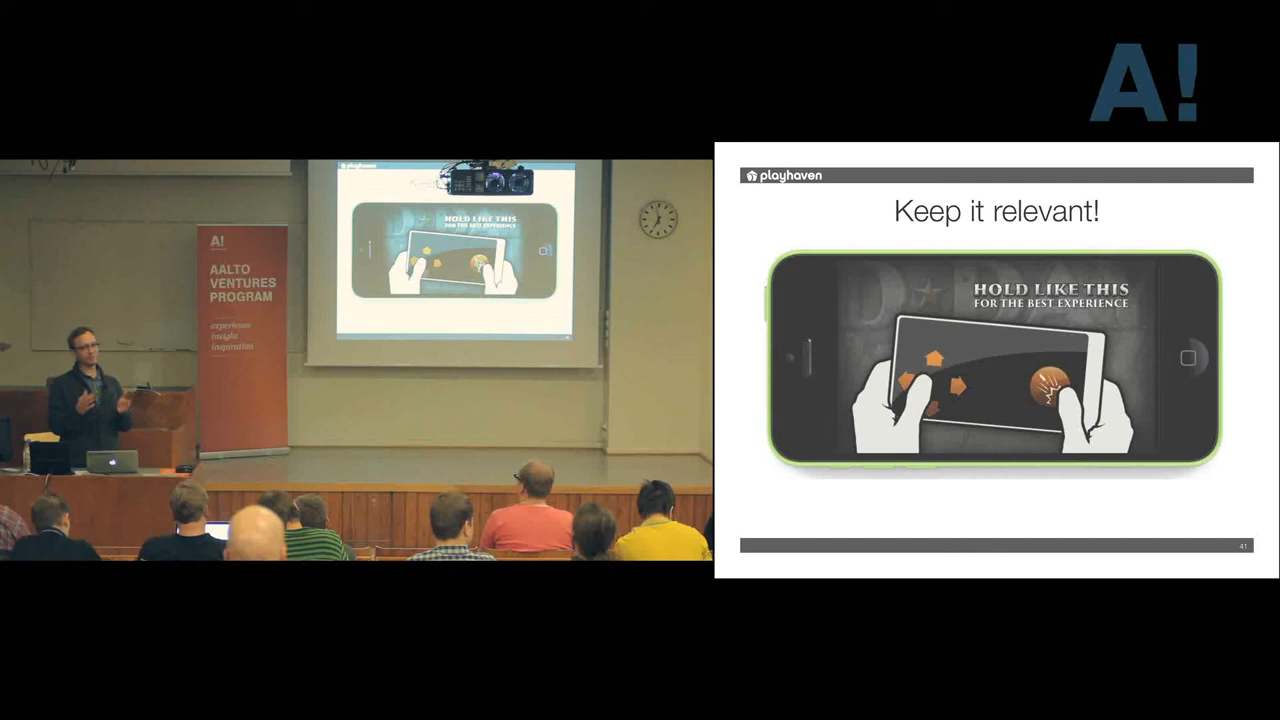 A!
playhaven
Keep it relevant!
HOLD LIKE THIS
FOR THE BEST EXPERIENCE
41
A!
AALTO
VENTURES
PROGRAM
experience
insight
inspiration
playhaven
HOLD LIKE THIS
FOR THE BEST EXPERIENCE